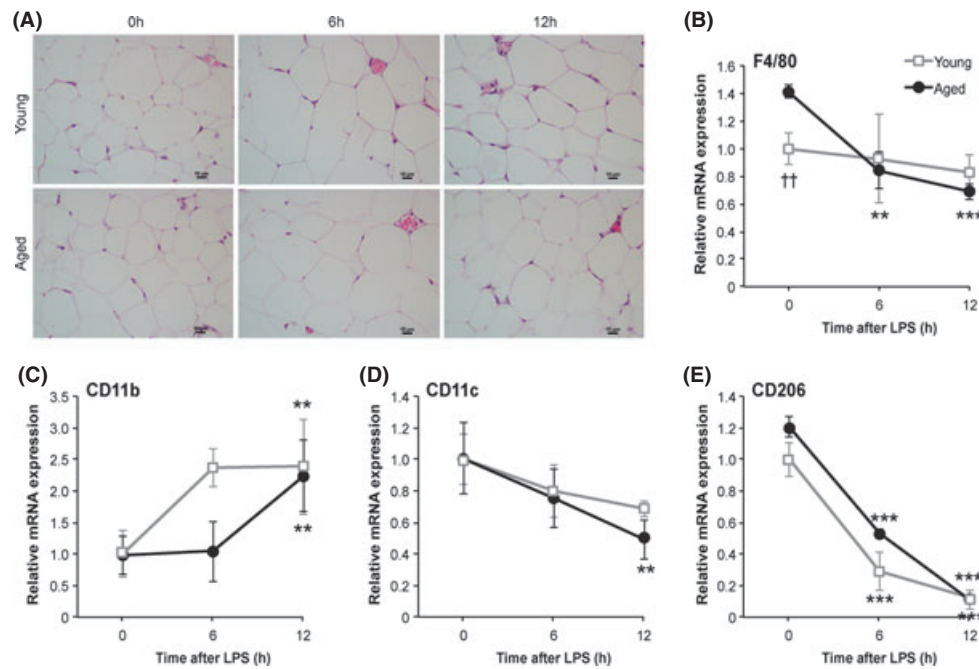 (A)
0h
6h
12h
Young
Aged
(B)
F4/80
Young
Aged
Relative mRNA expression
1.6
1.4
1.2
1.0
0.8
0.6
0.4
0.2
0
††
**
***
0
6
12
Time after LPS (h)
(C)
CD11b
Relative mRNA expression
3.5
3.0
2.5
2.0
1.5
1.0
0.5
0
**
**
0
6
12
Time after LPS (h)
(D)
CD11c
Relative mRNA expression
1.4
1.2
1.0
0.8
0.6
0.4
0.2
0
**
0
6
12
Time after LPS (h)
(E)
CD206
Relative mRNA expression
1.4
1.2
1.0
0.8
0.6
0.4
0.2
0
***
***
***
***
0
6
12
Time after LPS (h)